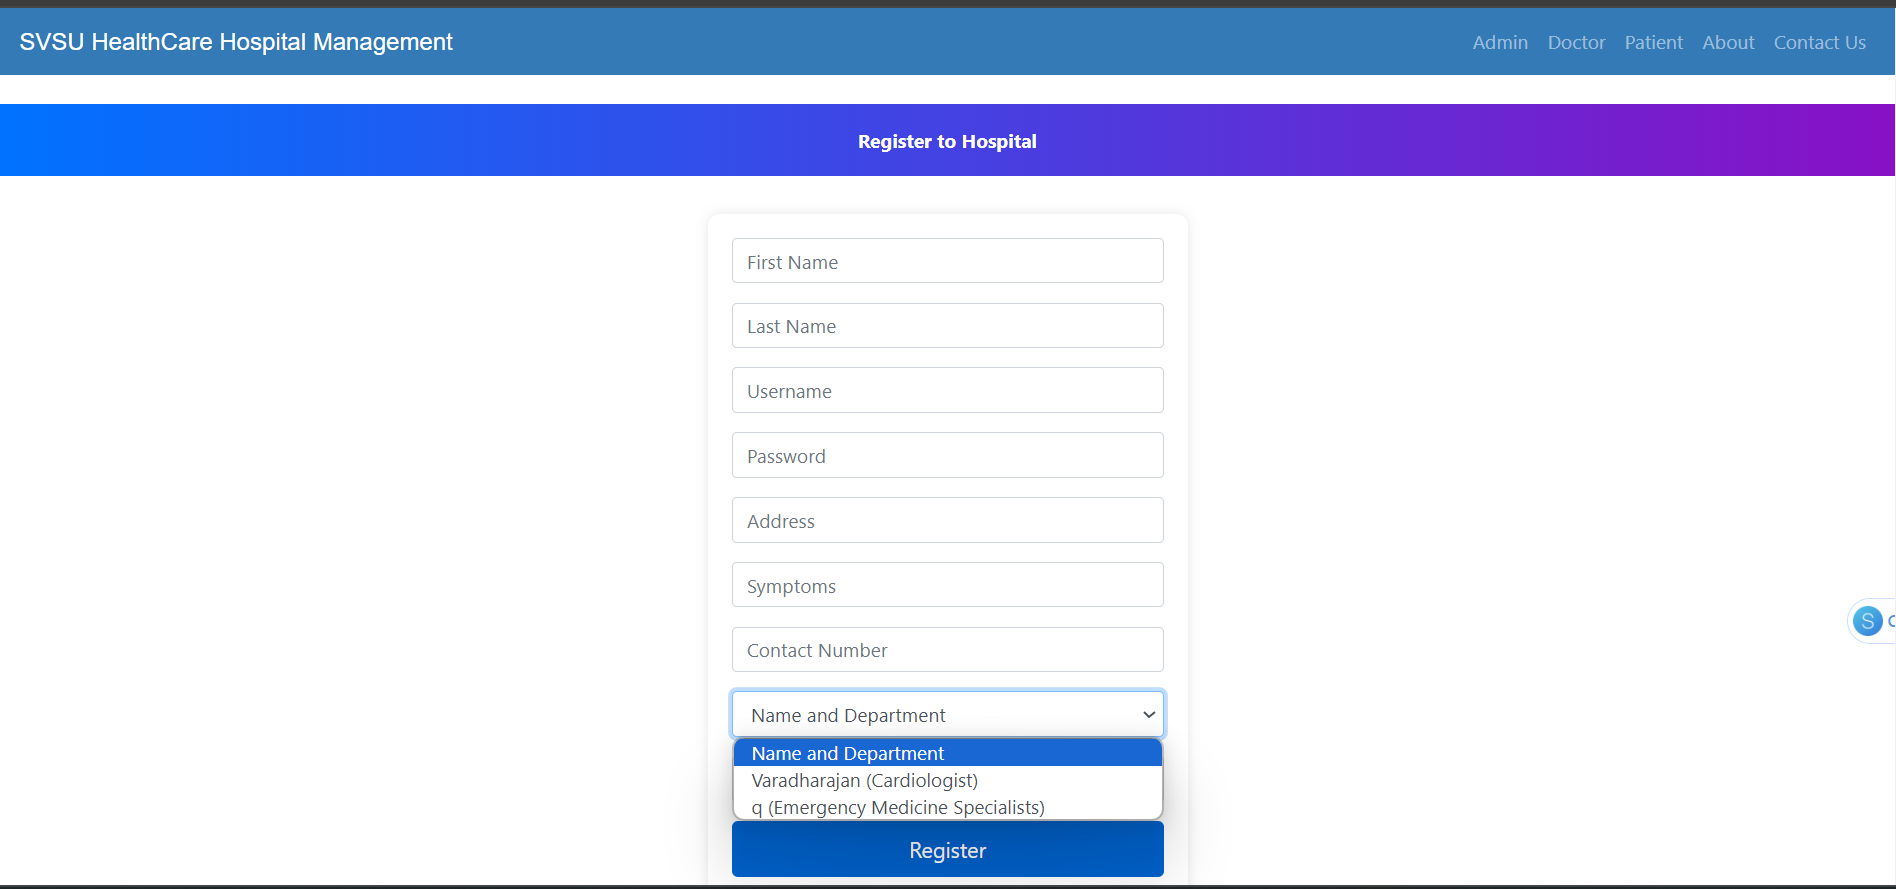 SVSU HealthCare Hospital Management
Admin Doctor Patient About Contact Us
Register to Hospital
First Name
Last Name
Username
Password
Address
Symptoms
Contact Number
Name and Department
Name and Department
Varadharajan (Cardiologist)
q (Emergency Medicine Specialists)
Register
S